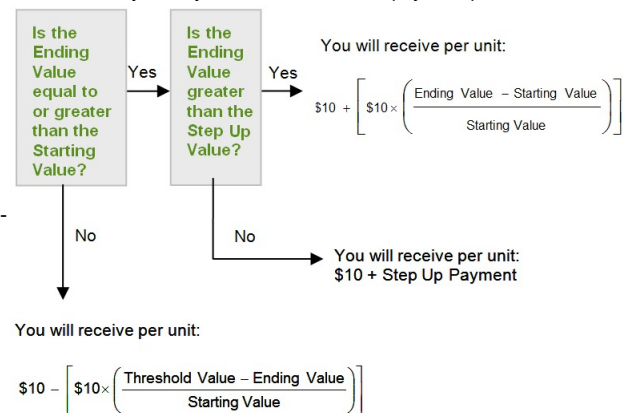 Is the
Ending
Value
equal to
or greater
than the
Starting
Value?
Yes
Is the
Ending
Value
greater
than the
Step Up
Value?
Yes
You will receive per unit:
$10 + [ $10 × ( Ending Value – Starting Value
Starting Value ) ]
No
No
You will receive per unit:
$10 + Step Up Payment
You will receive per unit:
$10 – [ $10× ( Threshold Value – Ending Value
Starting Value ) ]